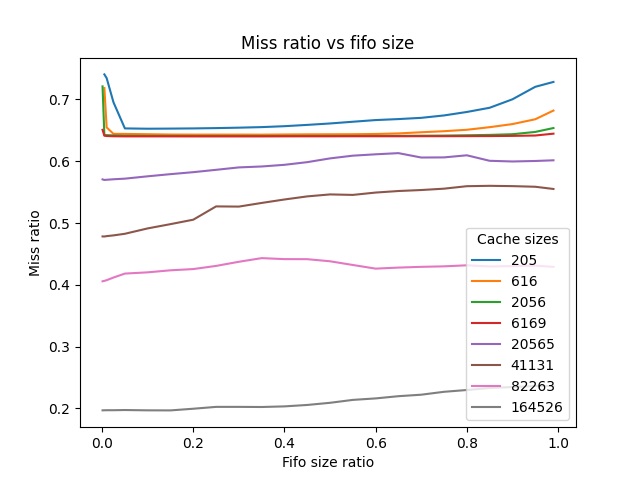 Miss ratio vs fifo size
Miss ratio
0.7
0.6
0.5
0.4
0.3
0.2
Cache sizes
205
616
2056
6169
20565
41131
82263
164526
0.0 0.2 0.4 0.6 0.8 1.0
Fifo size ratio